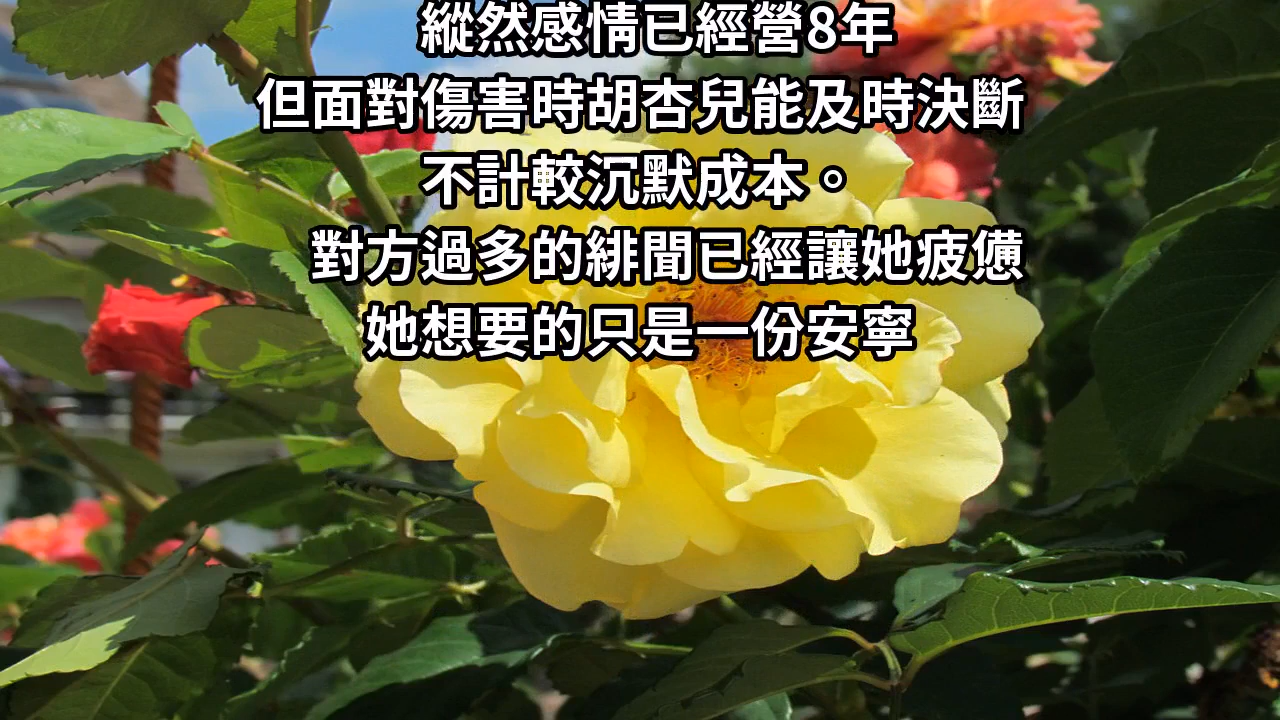 縱然感情已經營8年
但面對傷害時胡杏兒能及時決斷
不計較沉默成本。
對方過多的緋聞已經讓她疲憊
她想要的只是一份安寧